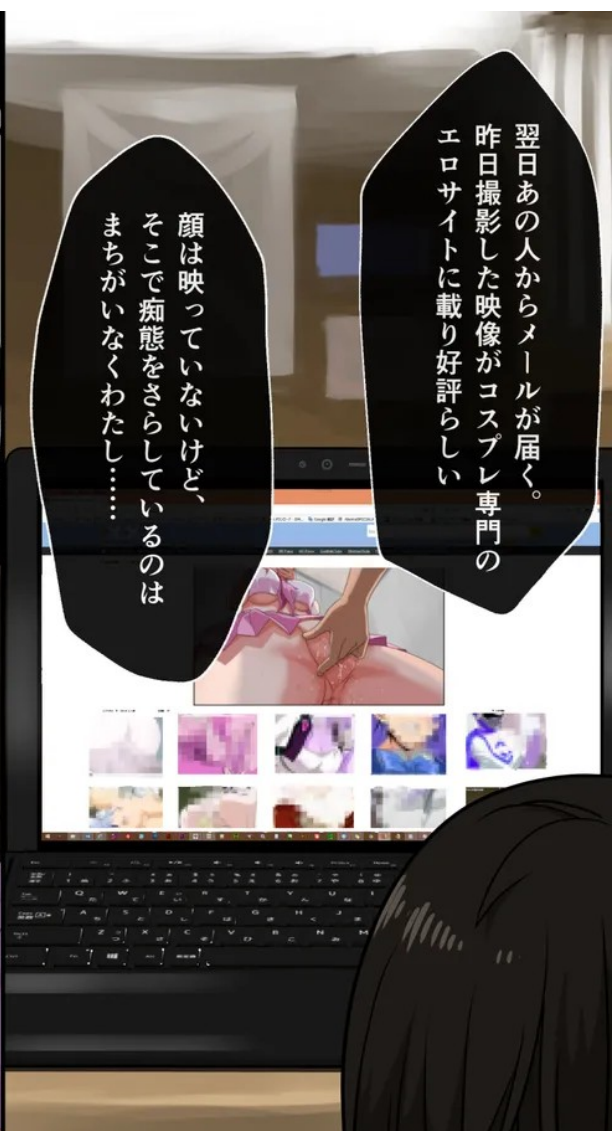 翌日あの人からメールが届く。
昨日撮影した映像がコスプレ専門の
エロサイトに載り好評らしい
顔は映っていないけど、
そこで痴態をさらしているのは
まちがいなくわたし……